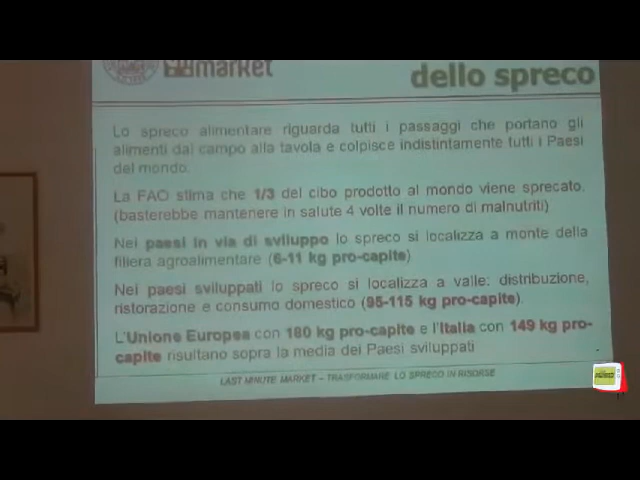 market
dello spreco
Lo spreco alimentare riguarda tutti i passaggi che portano gli
alimenti dal campo alla tavola e colpisce indistintamente tutti i Paesi
del mondo.
La FAO stima che 1/3 del cibo prodotto al mondo viene sprecato.
(basterebbe mantenere in salute 4 volte il numero di malnutriti)
Nei paesi in via di sviluppo lo spreco si localizza a monte della
filiera agroalimentare (6-11 kg pro-capite)
Nei paesi sviluppati lo spreco si localizza a valle: distribuzione,
ristorazione e consumo domestico (95-115 kg pro-capite).
L'Unione Europea con 180 kg pro-capite e l'Italia con 149 kg pro-
capite risultano sopra la media dei Paesi sviluppati
LAST MINUTE MARKET – TRASFORMARE LO SPRECO IN RISORSE